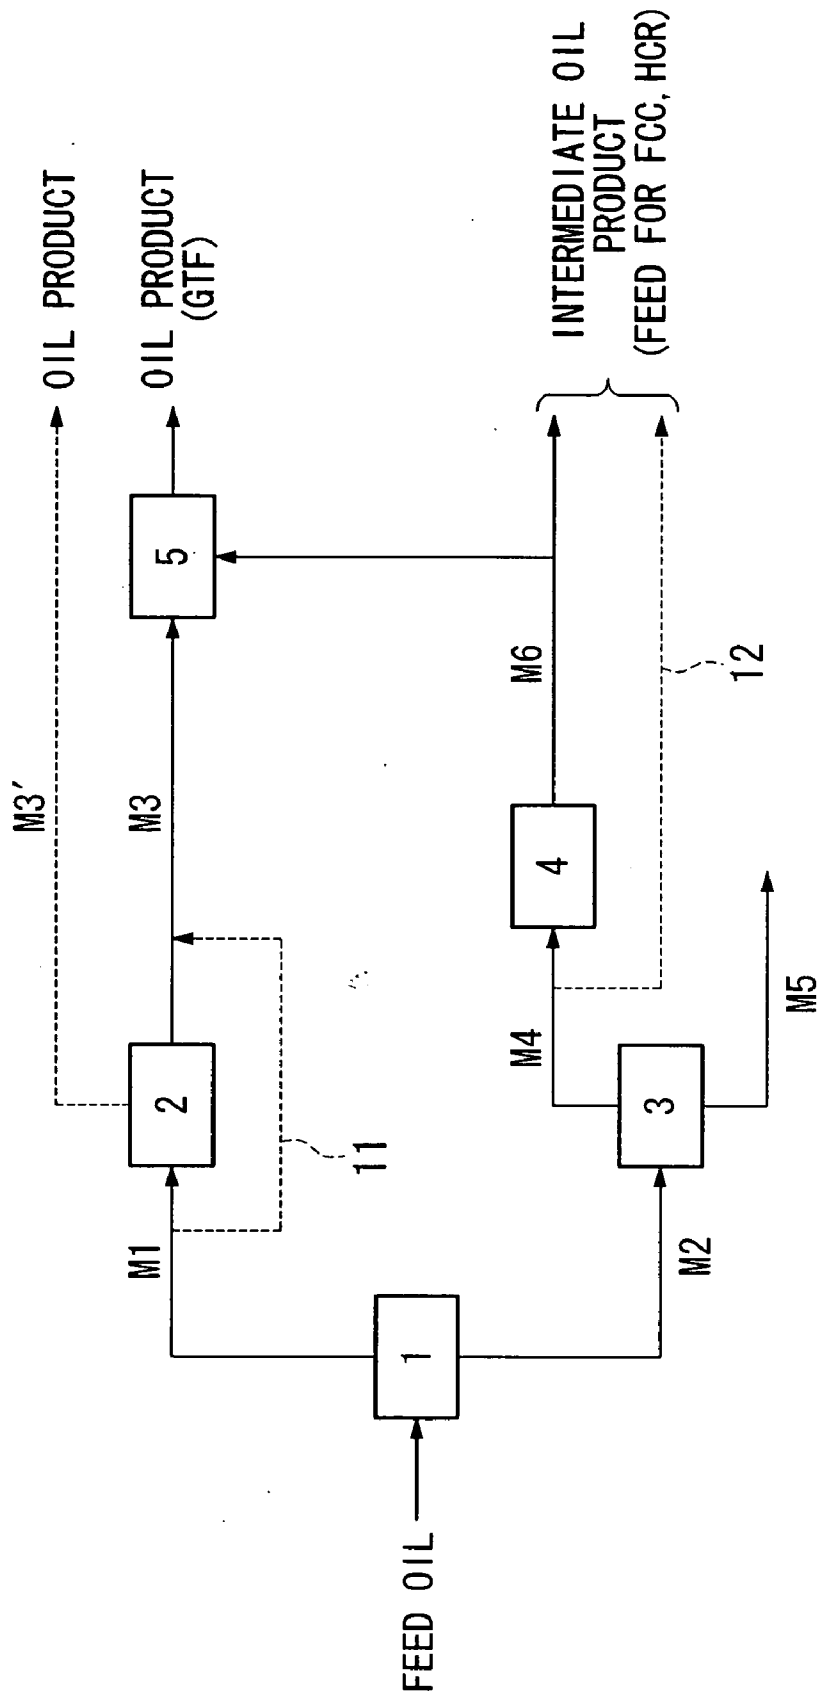 FEED OIL
1
M1
M2
11
2
3
M3′
M3
M4
M5
4
M6
12
5
OIL PRODUCT
OIL PRODUCT
(GTF)
INTERMEDIATE OIL
PRODUCT
(FEED FOR FCC, HCR)